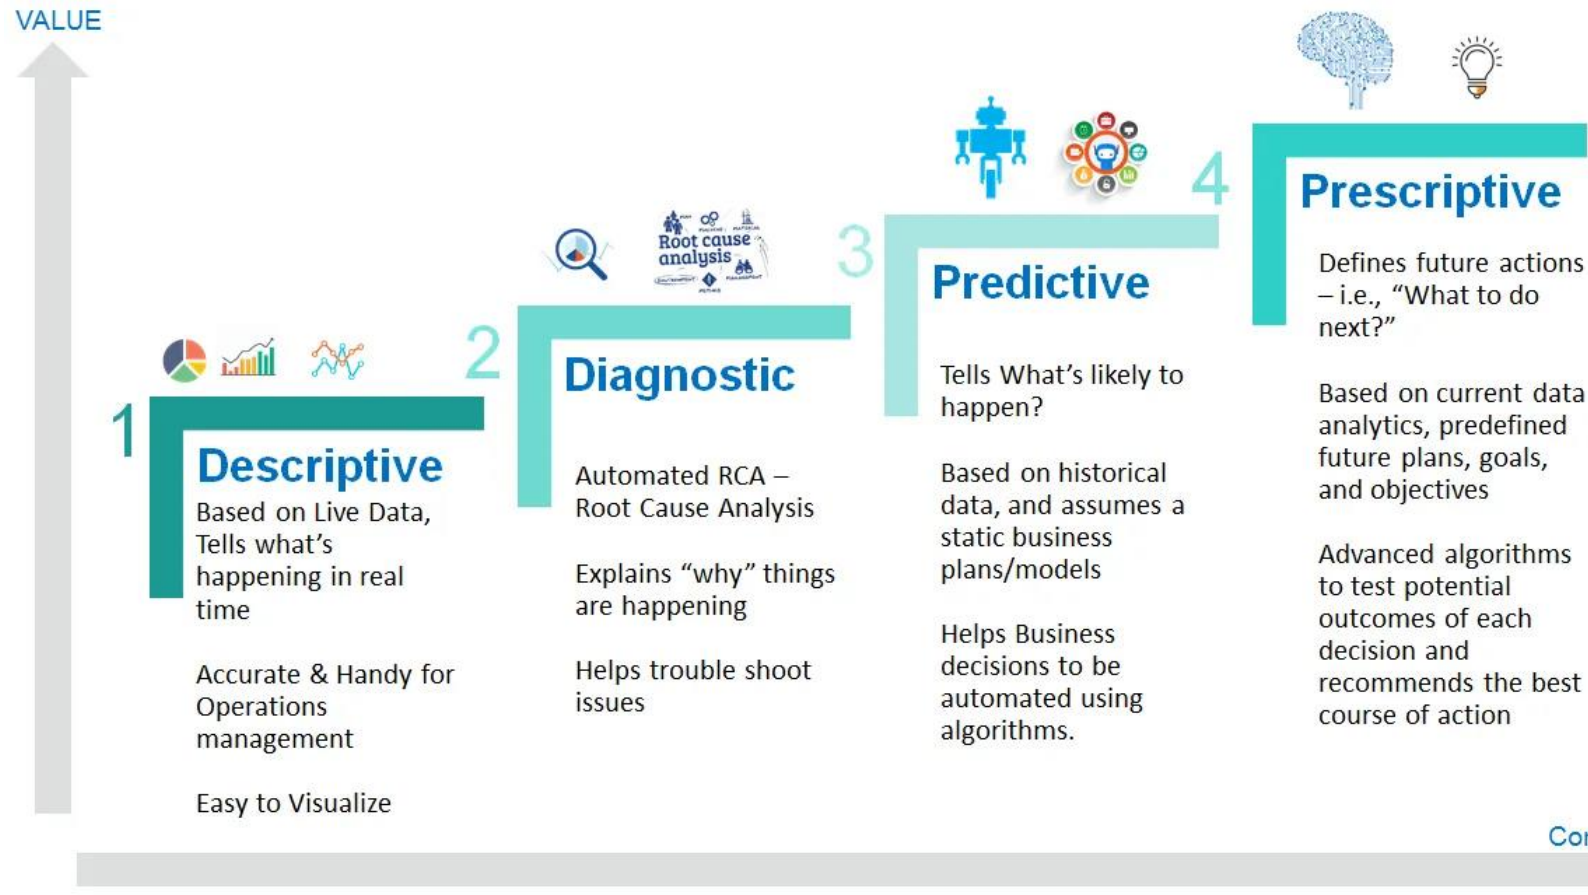 VALUE
1
Descriptive
Based on Live Data,
Tells what's
happening in real
time
Accurate & Handy for
Operations
management
Easy to Visualize
2
Root cause
analysis
Diagnostic
Automated RCA –
Root Cause Analysis
Explains “why” things
are happening
Helps trouble shoot
issues
3
Predictive
Tells What’s likely to
happen?
Based on historical
data, and assumes a
static business
plans/models
Helps Business
decisions to be
automated using
algorithms.
4
Prescriptive
Defines future actions
– i.e., “What to do
next?”
Based on current data
analytics, predefined
future plans, goals,
and objectives
Advanced algorithms
to test potential
outcomes of each
decision and
recommends the best
course of action